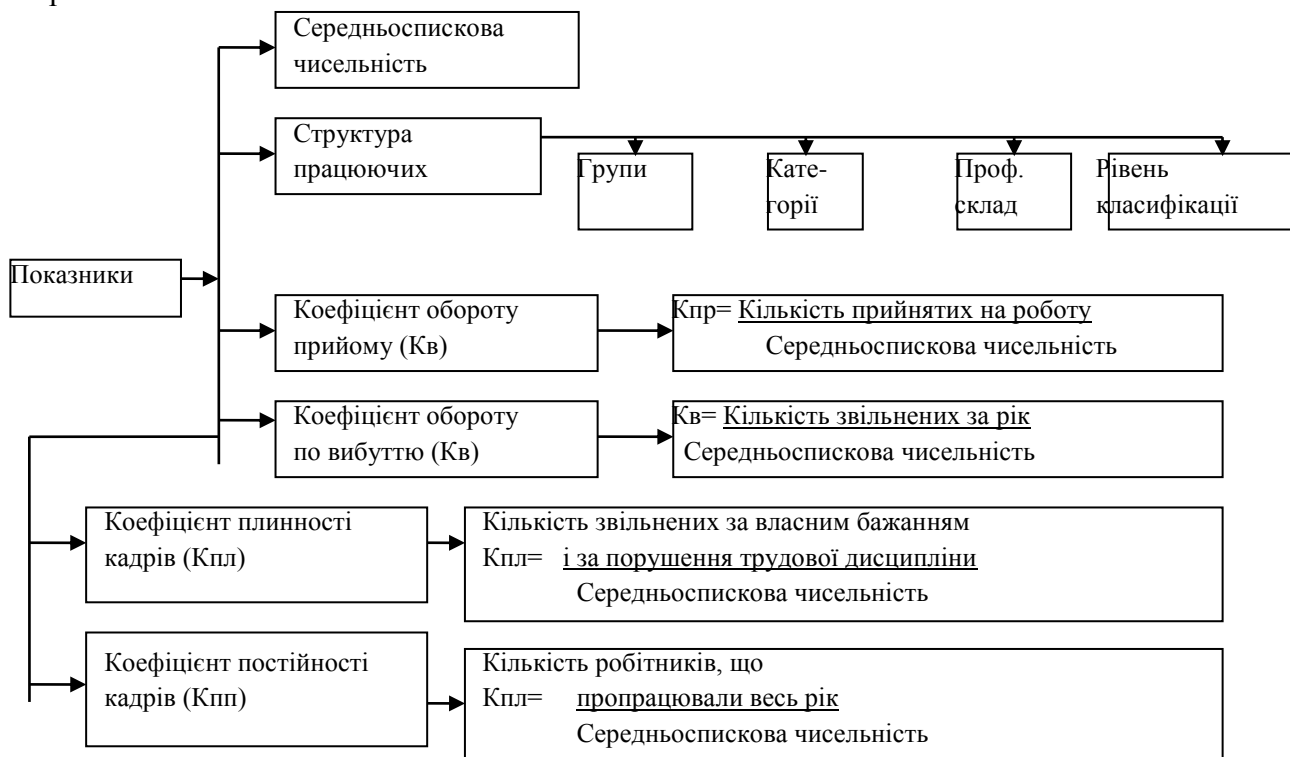 Середньоспискова
чисельність
Структура
працюючих
Групи
Кате-
горії
Проф.
склад
Рівень
класифікації
Показники
Коефіцієнт обороту
прийому (Кв)
Кпр= Кількість прийнятих на роботу
Середньоспискова чисельність
Коефіцієнт обороту
по вибуттю (Кв)
Кв= Кількість звільнених за рік
Середньоспискова чисельність
Коефіцієнт плинності
кадрів (Кпл)
Кількість звільнених за власним бажанням
Кпл= і за порушення трудової дисципліни
Середньоспискова чисельність
Коефіцієнт постійності
кадрів (Кпп)
Кількість робітників, що
Кпл= пропрацювали весь рік
Середньоспискова чисельність